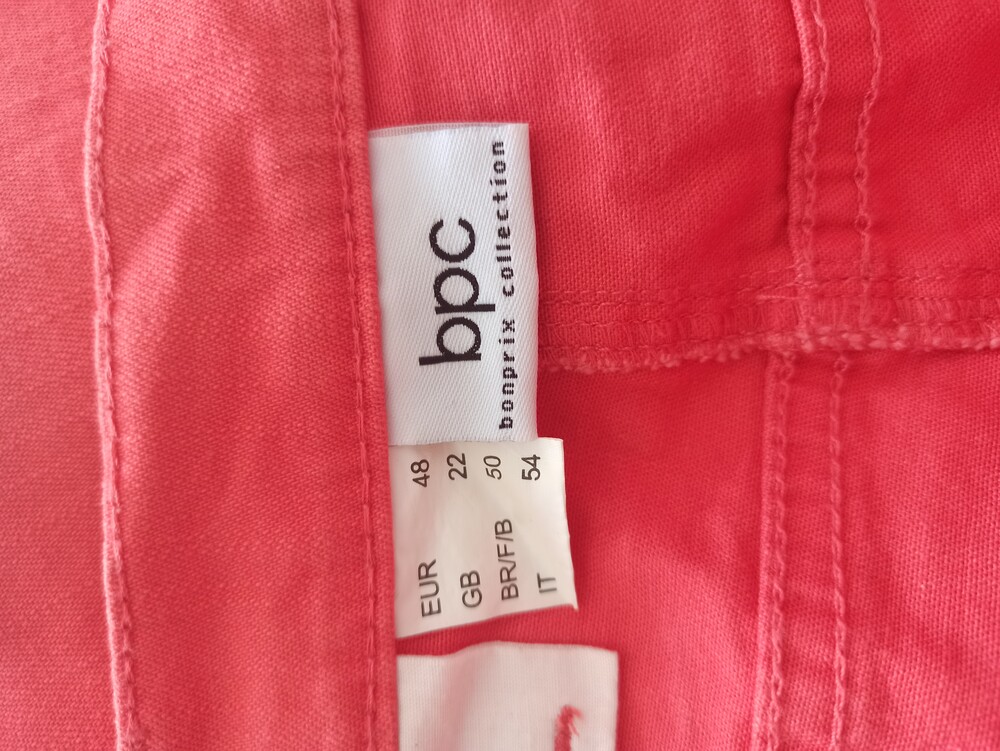 bpc
bonprix collection
EUR 48
GB 22
BR/F/B 50
IT 54